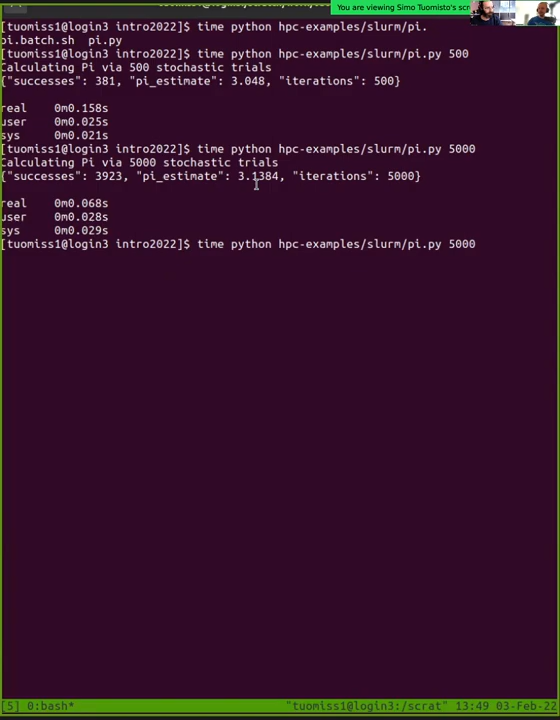 You are viewing Simo Tuomisto's scr
[tuomiss1@login3 intro2022]$ time python hpc-examples/slurm/pi.
pi.batch.sh  pi.py
[tuomiss1@login3 intro2022]$ time python hpc-examples/slurm/pi.py 500
Calculating Pi via 500 stochastic trials
{"successes": 381, "pi_estimate": 3.048, "iterations": 500}
real    0m0.158s
user    0m0.025s
sys     0m0.021s
[tuomiss1@login3 intro2022]$ time python hpc-examples/slurm/pi.py 5000
Calculating Pi via 5000 stochastic trials
{"successes": 3923, "pi_estimate": 3.1384, "iterations": 5000}
real    0m0.068s
user    0m0.028s
sys     0m0.029s
[tuomiss1@login3 intro2022]$ time python hpc-examples/slurm/pi.py 5000
[5] 0:bash*    "tuomiss1@login3:/scrat" 13:49 03-Feb-22